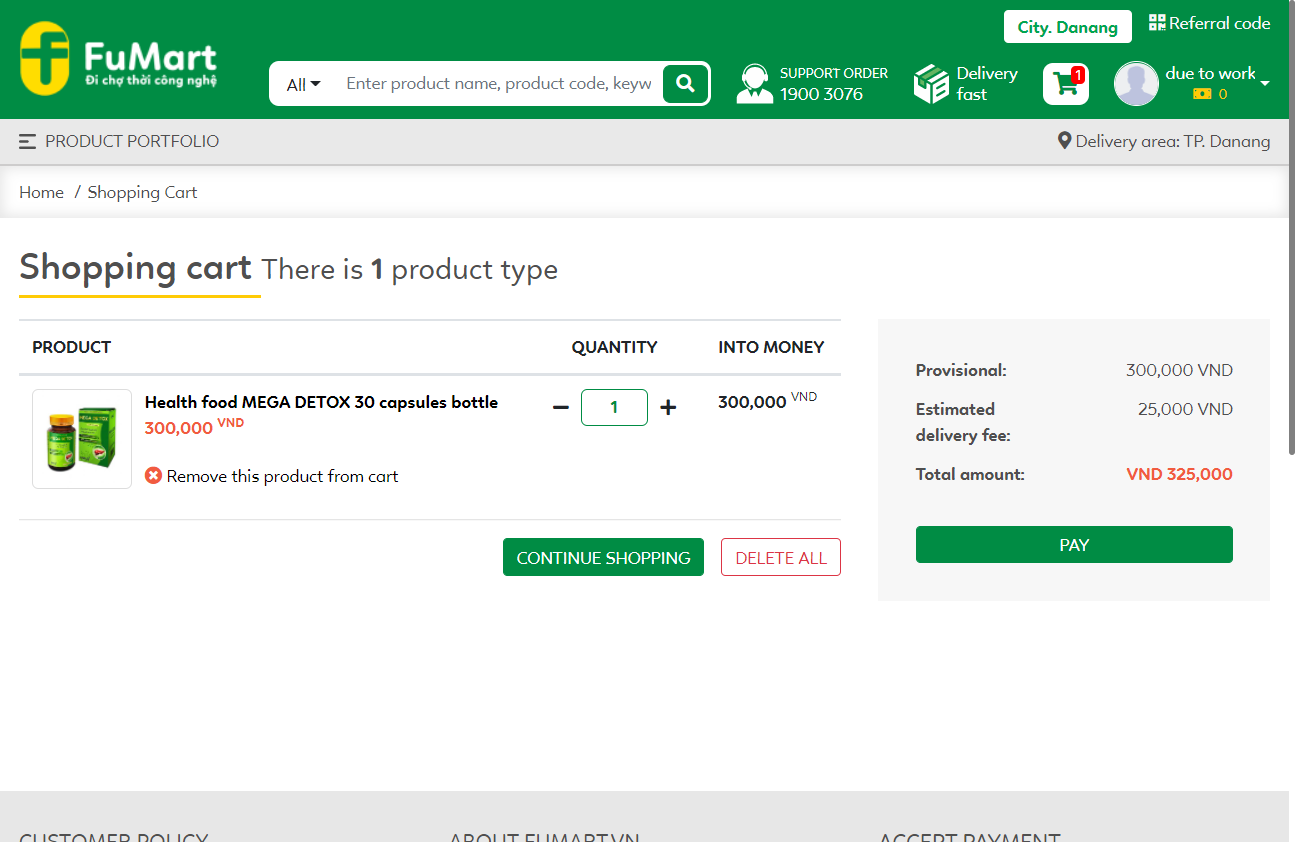 City. Danang
Referral code
FuMart
Đi chợ thời công nghệ
All
Enter product name, product code, keyw
SUPPORT ORDER
1900 3076
Delivery
fast
1
due to work
0
PRODUCT PORTFOLIO
Delivery area: TP. Danang
Home / Shopping Cart
Shopping cart There is 1 product type
PRODUCT QUANTITY INTO MONEY
Health food MEGA DETOX 30 capsules bottle
1
300,000 VND
300,000 VND
Remove this product from cart
CONTINUE SHOPPING
DELETE ALL
Provisional: 300,000 VND
Estimated 25,000 VND
delivery fee:
Total amount: VND 325,000
PAY
CUSTOMER POLICY
ABOUT FUMART.VN
ACCEPT PAYMENT